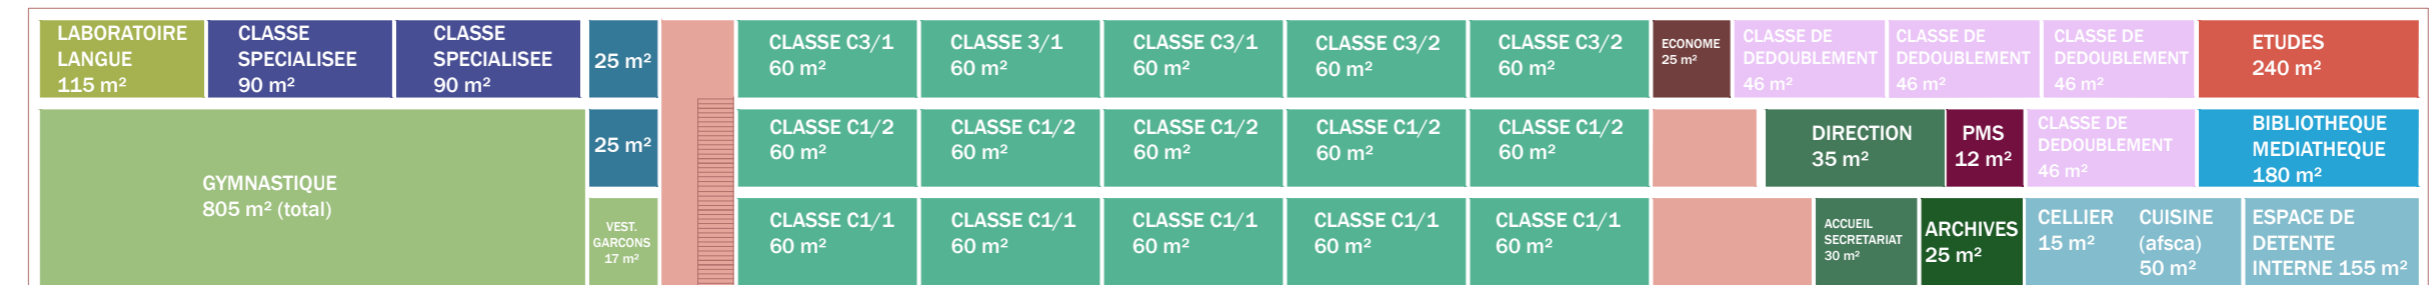 LABORATOIRE
LANGUE
115 m²
CLASSE
SPECIALISEE
90 m²
CLASSE
SPECIALISEE
90 m²
25 m²
CLASSE C3/1
60 m²
CLASSE 3/1
60 m²
CLASSE C3/1
60 m²
CLASSE C3/2
60 m²
CLASSE C3/2
60 m²
ECONOME
25 m²
CLASSE DE
DEDOUBLEMENT
46 m²
CLASSE DE
DEDOUBLEMENT
46 m²
CLASSE DE
DEDOUBLEMENT
46 m²
ETUDES
240 m²
GYMNASTIQUE
805 m² (total)
25 m²
CLASSE C1/2
60 m²
CLASSE C1/2
60 m²
CLASSE C1/2
60 m²
CLASSE C1/2
60 m²
CLASSE C1/2
60 m²
DIRECTION
35 m²
PMS
12 m²
CLASSE DE
DEDOUBLEMENT
46 m²
BIBLIOTHEQUE
MEDIATHEQUE
180 m²
VEST.
GARCONS
17 m²
CLASSE C1/1
60 m²
CLASSE C1/1
60 m²
CLASSE C1/1
60 m²
CLASSE C1/1
60 m²
CLASSE C1/1
60 m²
ACCUEIL
SECRETARIAT
30 m²
ARCHIVES
25 m²
CELLIER
15 m²
CUISINE
(afsca)
50 m²
ESPACE DE
DETENTE
INTERNE 155 m²